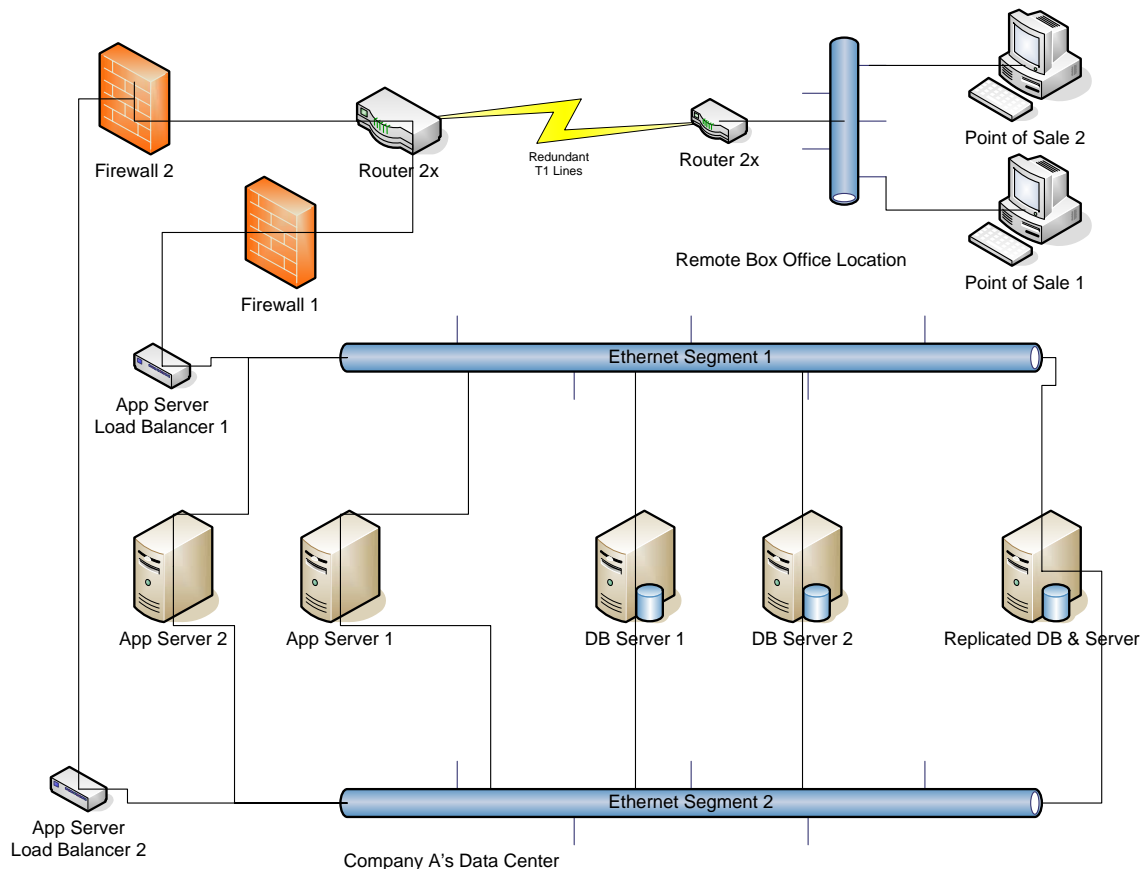 Point of Sale 2
Firewall 2
Router 2x
Redundant
T1 Lines
Router 2x
Remote Box Office Location
Point of Sale 1
Firewall 1
Ethernet Segment 1
App Server
Load Balancer 1
App Server 2
App Server 1
DB Server 1
DB Server 2
Replicated DB & Server
Ethernet Segment 2
App Server
Load Balancer 2
Company A's Data Center